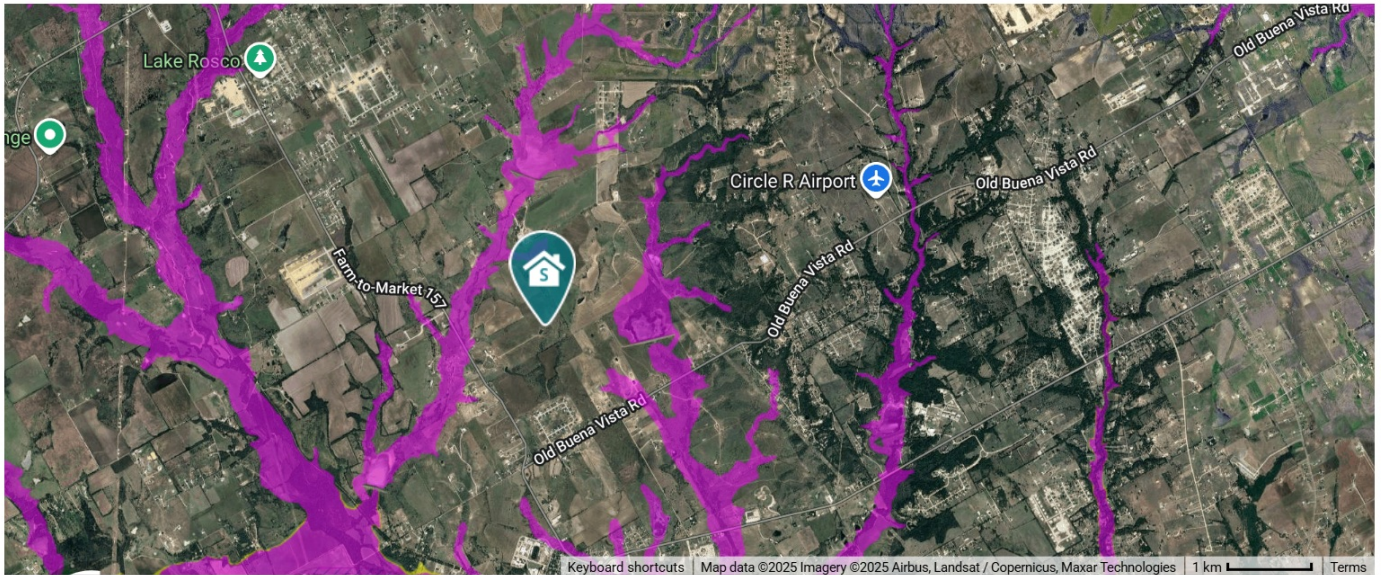 Old Buena Vista Rd
Lake Rosco
nge
Circle R Airport
Old Buena Vista Rd
Farm-to-Market 157
Old Buena Vista Rd
S
Old Buena Vista Rd
Keyboard shortcuts
Map data ©2025 Imagery ©2025 Airbus, Landsat / Copernicus, Maxar Technologies
1 km
Terms